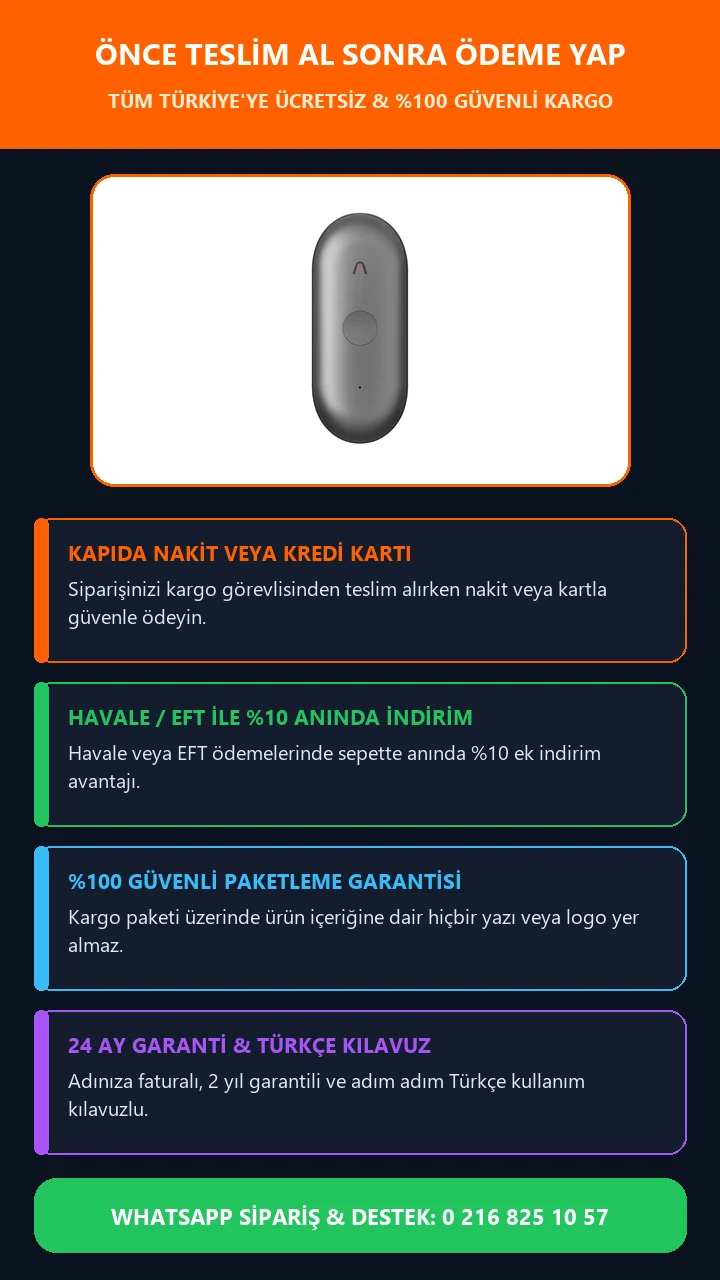 ÖNCE TESLİM AL SONRA ÖDEME YAP
TÜM TÜRKİYE'YE ÜCRETSİZ & %100 GÜVENLİ KARGO
KAPIDA NAKİT VEYA KREDİ KARTI
Siparişinizi kargo görevlisinden teslim alırken nakit veya kartla
güvenle ödeyin.
HAVALE / EFT İLE %10 ANINDA İNDİRİM
Havale veya EFT ödemelerinde sepette anında %10 ek indirim
avantajı.
%100 GÜVENLİ PAKETLEME GARANTİSİ
Kargo paketi üzerinde ürün içeriğine dair hiçbir yazı veya logo yer
almaz.
24 AY GARANTİ & TÜRKÇE KILAVUZ
Adınıza faturalı, 2 yıl garantili ve adım adım Türkçe kullanım
kılavuzlu.
WHATSAPP SİPARİŞ & DESTEK: 0 216 825 10 57